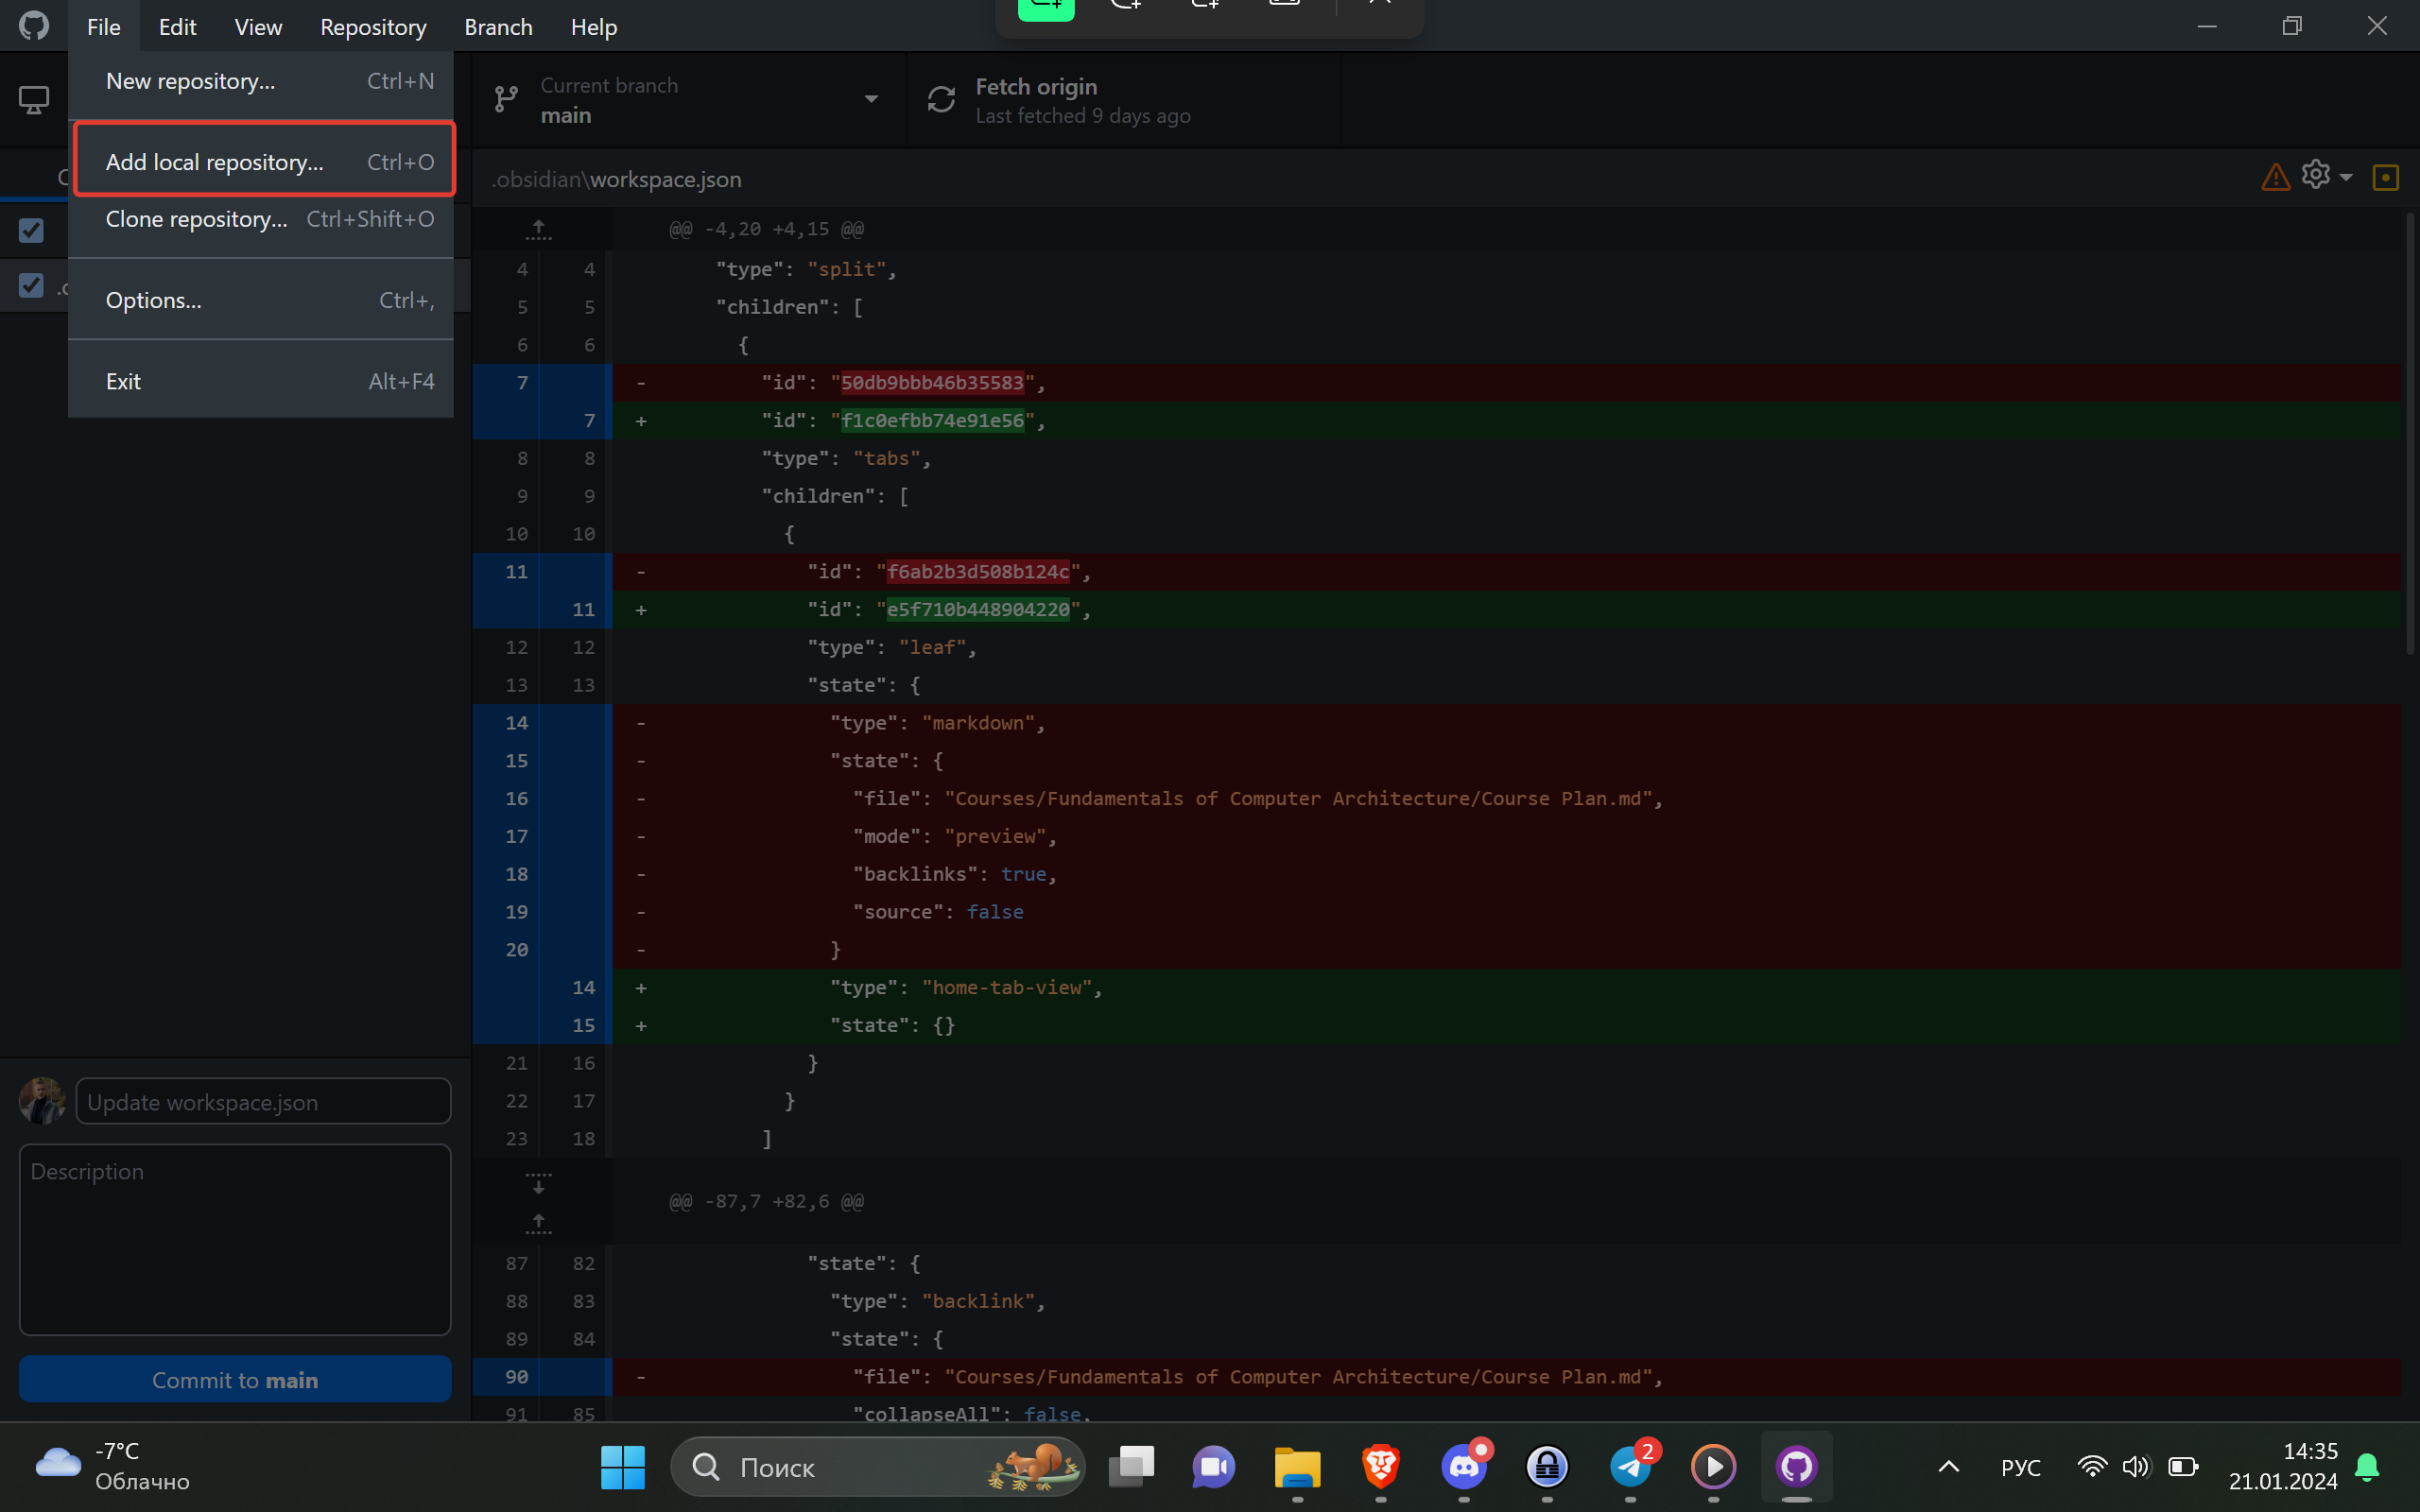 File Edit View Repository Branch Help
New repository... Ctrl+N
Add local repository... Ctrl+O
Clone repository... Ctrl+Shift+O
Options... Ctrl+,
Exit Alt+F4
Current branch
main
Fetch origin
Last fetched 9 days ago
.obsidian\workspace.json
@@ -4,20 +4,15 @@
4 4 "type": "split",
5 5 "children": [
6 6 {
7 - "id": "50db9bbb46b35583",
7 + "id": "f1c0efbb74e91e56",
8 8 "type": "tabs",
9 9 "children": [
10 10 {
11 - "id": "f6ab2b3d508b124c",
11 + "id": "e5f710b448904220",
12 12 "type": "leaf",
13 13 "state": {
14 - "type": "markdown",
15 - "state": {
16 - "file": "Courses/Fundamentals of Computer Architecture/Course Plan.md",
17 - "mode": "preview",
18 - "backlinks": true,
19 - "source": false
20 - }
14 + "type": "home-tab-view",
15 + "state": {}
21 16 }
22 17 }
23 18 ]
@@ -87,7 +82,6 @@
87 82 "state": {
88 83 "type": "backlink",
89 84 "state": {
90 - "file": "Courses/Fundamentals of Computer Architecture/Course Plan.md",
91 85 "collapseAll": false,
Update workspace.json
Description
Commit to main
-7°C
Облачно
Поиск
2
РУС
14:35
21.01.2024